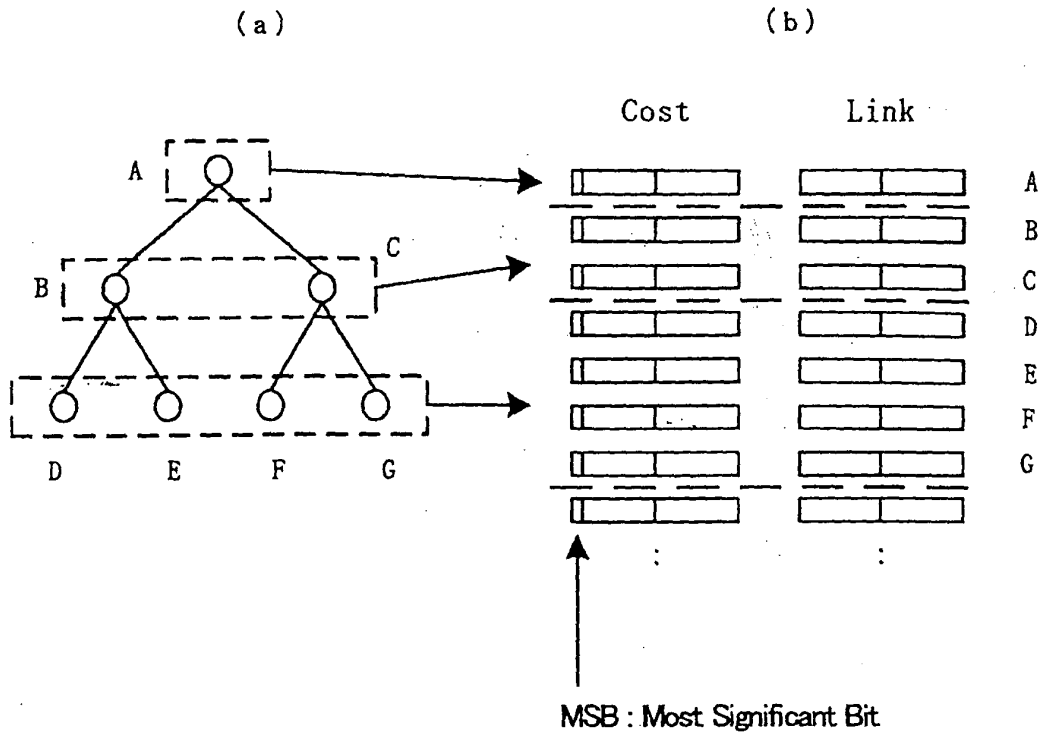 (a)
(b)
Cost Link
A
A
B
C
B
C
D
E
F
D E F G
G
:
:
MSB : Most Significant Bit